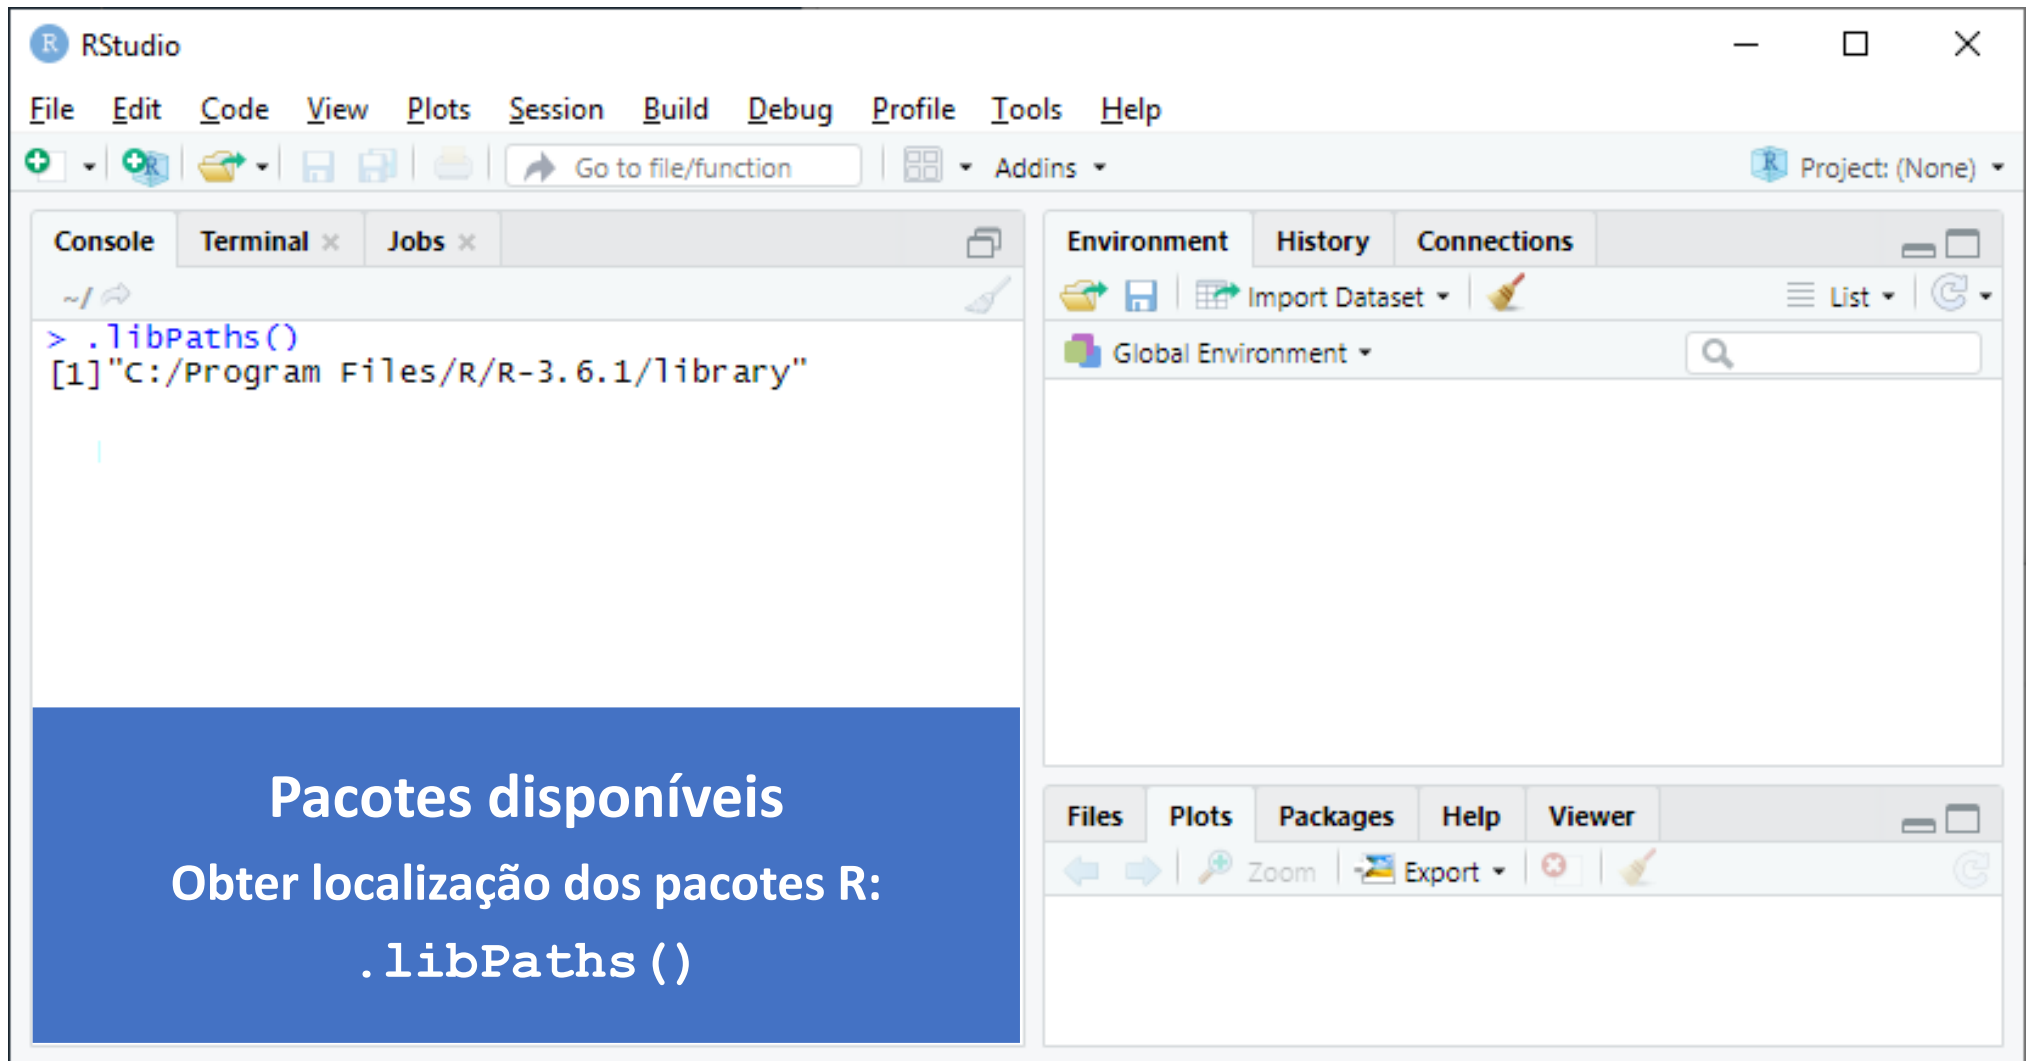 RStudio
File Edit Code View Plots Session Build Debug Profile Tools Help
Go to file/function Addins Project: (None)
Console Terminal Jobs
~/
> .libPaths()
[1]"C:/Program Files/R/R-3.6.1/library"
Environment History Connections
Import Dataset List
Global Environment
Files Plots Packages Help Viewer
Zoom Export
Pacotes disponíveis
Obter localização dos pacotes R:
.libPaths()